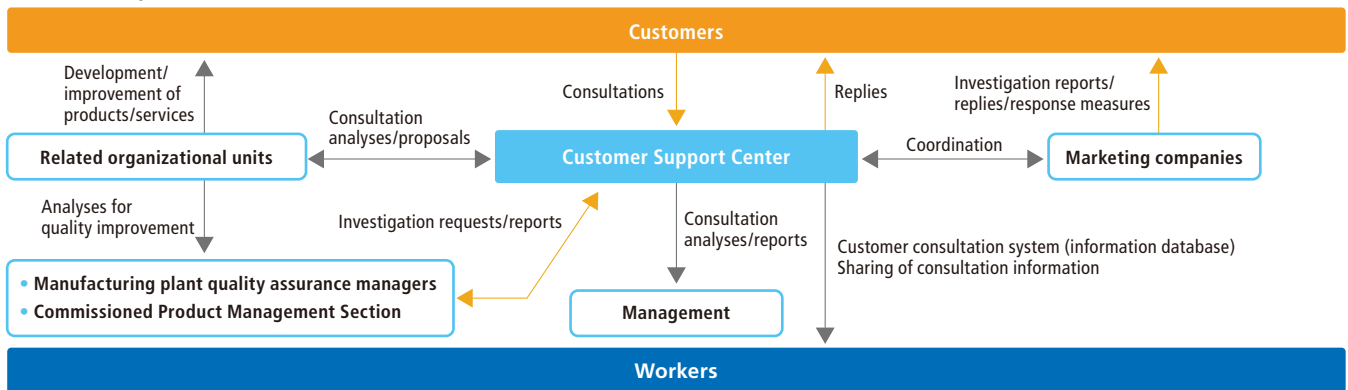 Customers
Development/
improvement of
products/services
Consultations
Replies
Investigation reports/
replies/response measures
Consultation
analyses/proposals
Related organizational units
Customer Support Center
Coordination
Marketing companies
Analyses for
quality improvement
Investigation requests/reports
Consultation
analyses/reports
Customer consultation system (information database)
Sharing of consultation information
• Manufacturing plant quality assurance managers
• Commissioned Product Management Section
Management
Workers